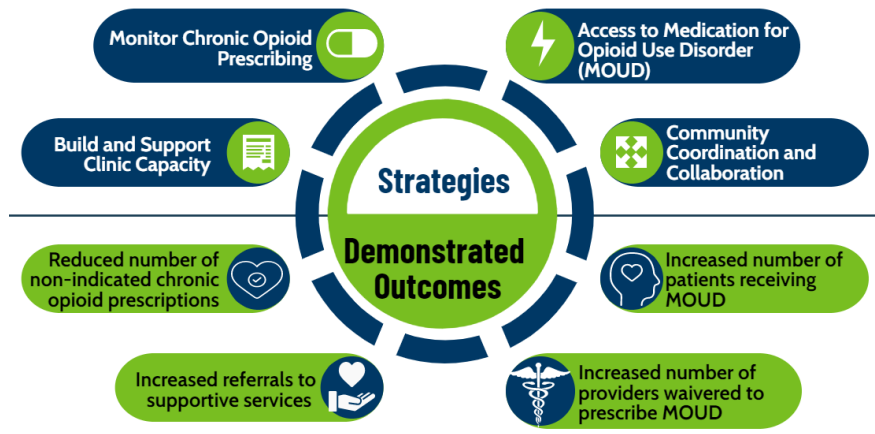 Monitor Chronic Opioid
Prescribing
Access to Medication for
Opioid Use Disorder
(MOUD)
Build and Support
Clinic Capacity
Community
Coordination and
Collaboration
Strategies
Demonstrated
Outcomes
Reduced number of
non-indicated chronic
opioid prescriptions
Increased number of
patients receiving
MOUD
Increased referrals to
supportive services
Increased number of
providers waivered to
prescribe MOUD